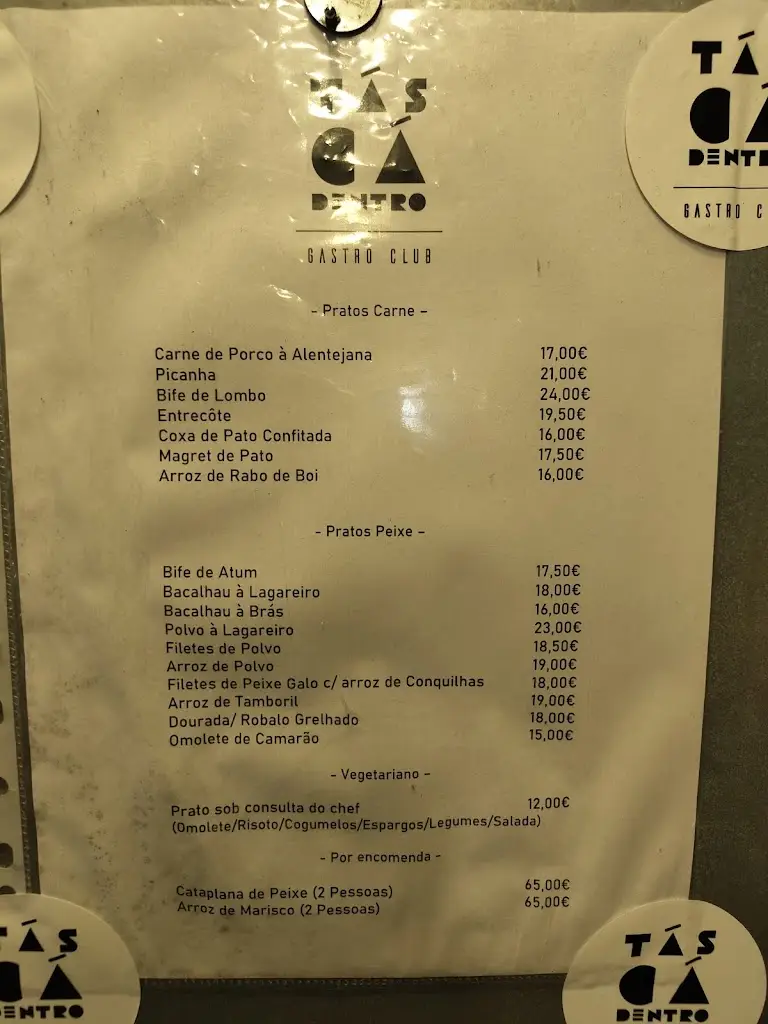 TÁS
CÁ
DENTRO
GASTRO CLUB
TÁ
CÁ
DENT
GASTRO C
- Pratos Carne -
Carne de Porco à Alentejana 17,00€
Picanha 21,00€
Bife de Lombo 24,00€
Entrecôte 19,50€
Coxa de Pato Confitada 16,00€
Magret de Pato 17,50€
Arroz de Rabo de Boi 16,00€
- Pratos Peixe -
Bife de Atum 17,50€
Bacalhau à Lagareiro 18,00€
Bacalhau à Brás 16,00€
Polvo à Lagareiro 23,00€
Filetes de Polvo 18,50€
Arroz de Polvo 19,00€
Filetes de Peixe Galo c/ arroz de Conquilhas 18,00€
Arroz de Tamboril 19,00€
Dourada/ Robalo Grelhado 18,00€
Omolete de Camarão 15,00€
- Vegetariano -
Prato sob consulta do chef 12,00€
(Omolete/Risoto/Cogumelos/Espargos/Legumes/Salada)
- Por encomenda -
Cataplana de Peixe (2 Pessoas) 65,00€
Arroz de Marisco (2 Pessoas) 65,00€
TÁS
CÁ
DENTRO
TÁS
CÁ
DENTRO